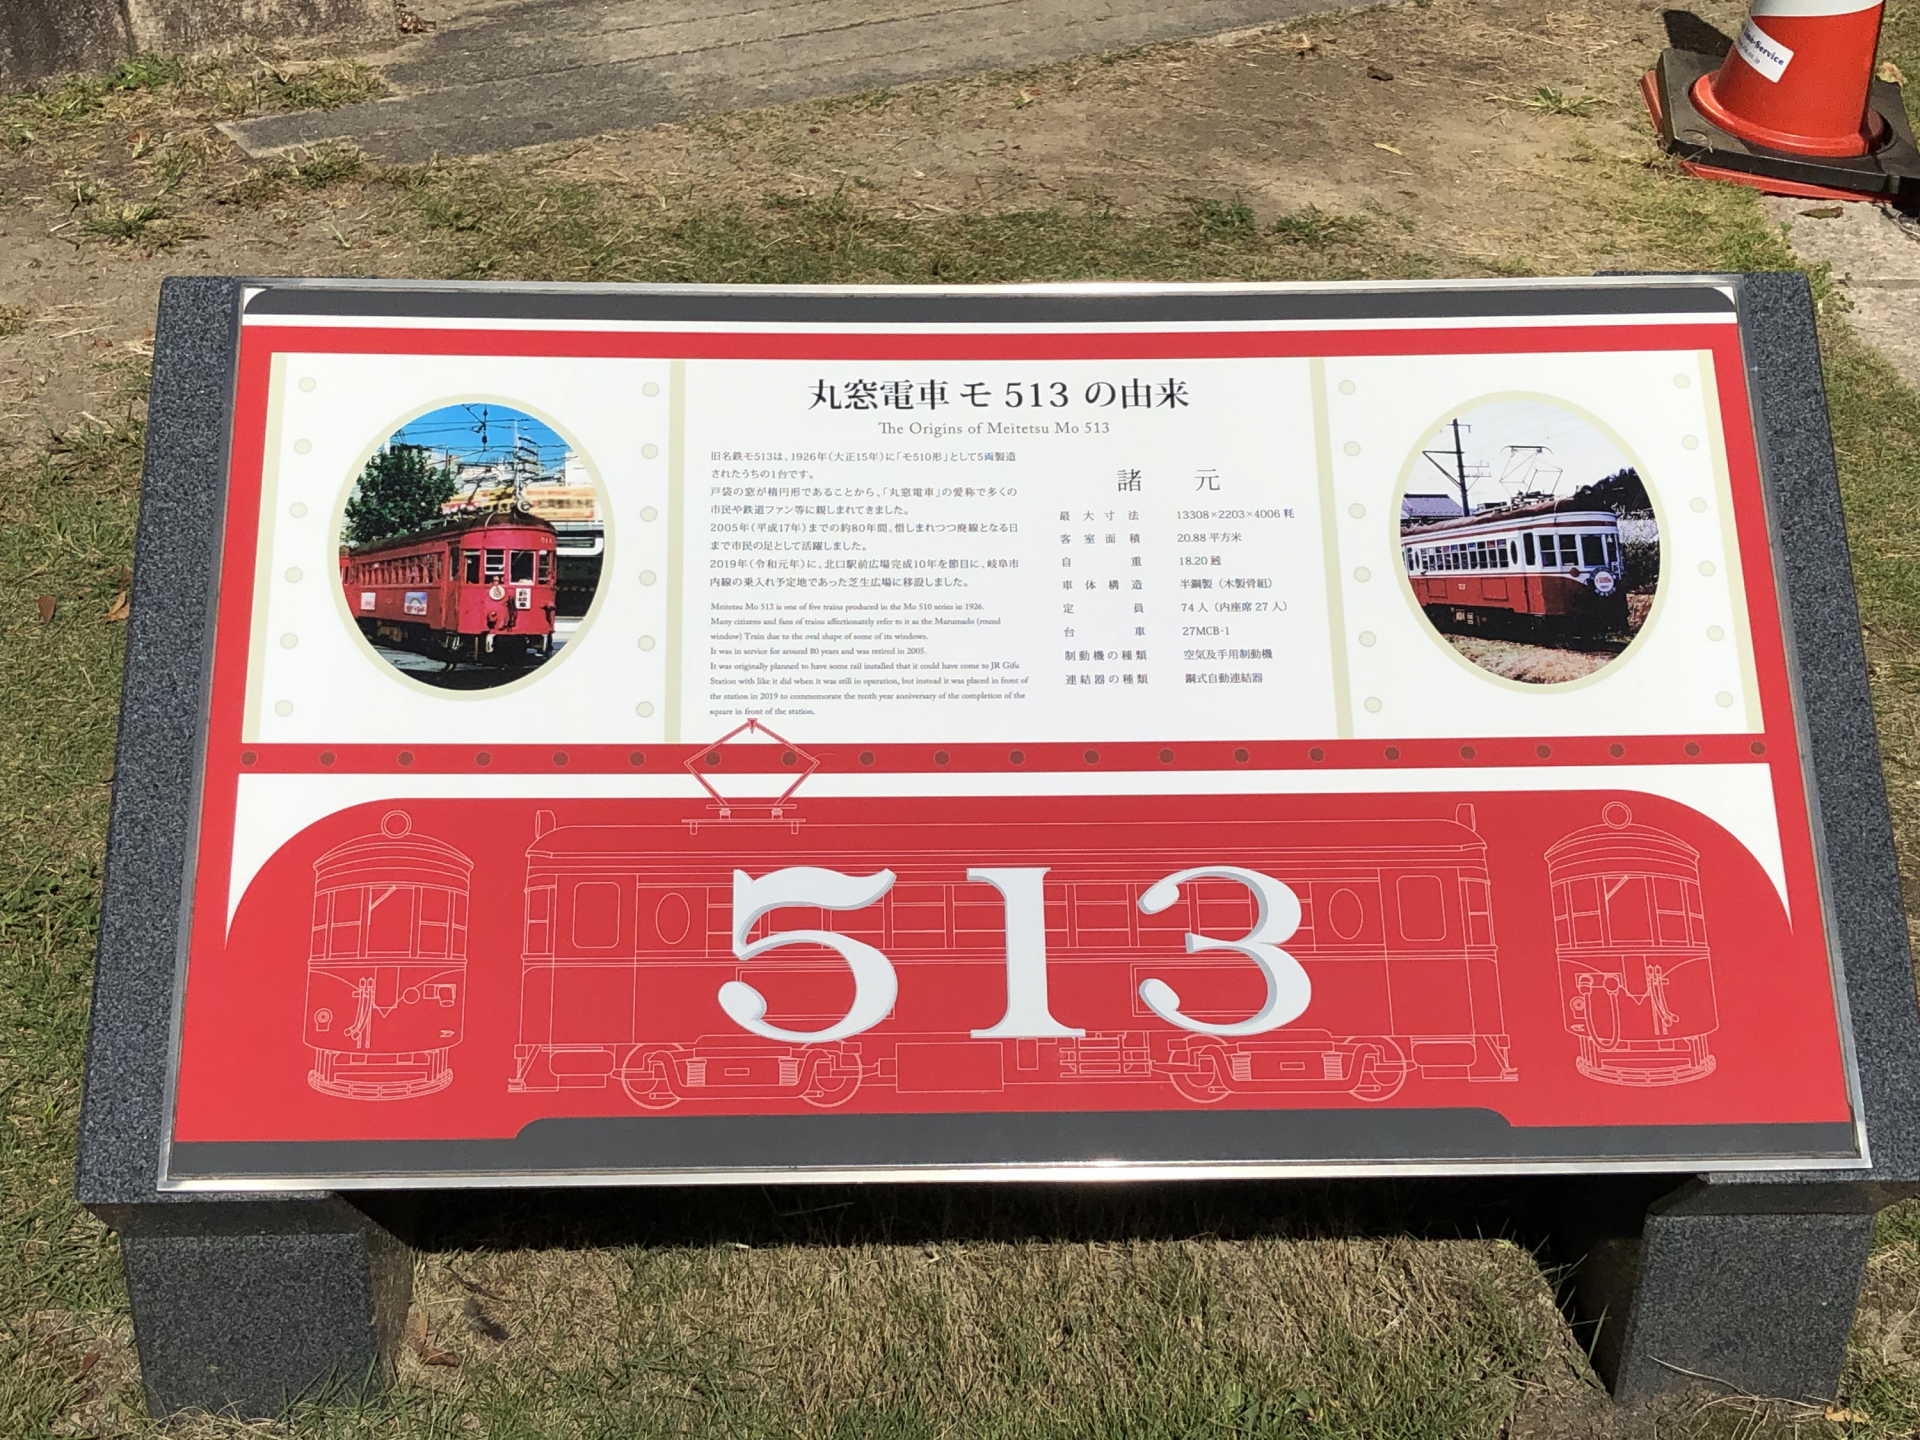 Service
丸窓電車 モ 513 の由来
The Origins of Meitetsu Mo 513
旧名鉄モ513は、1926年(大正15年)に「モ510形」として5両製造
されたうちの1台です。
戸袋の窓が楕円形であることから、「丸窓電車」の愛称で多くの
市民や鉄道ファン等に親しまれてきました。
2005年(平成17年)までの約80年間、惜しまれつつ廃線となる日
まで市民の足として活躍しました。
2019年(令和元年)に、北口駅前広場完成10年を節目に、岐阜市
内線の乗入れ予定地であった芝生広場に移設しました。
Meitetsu Mo 513 is one of five trains produced in the Mo 510 series in 1926.
Many citizens and fans of trains affectionately refer to it as the Marumado (round
window) Train due to the oval shape of some of its windows.
It was in service for around 80 years and was retired in 2005.
It was originally planned to have some rail installed that it could have come to JR Gifu
Station with like it did when it was still in operation, but instead it was placed in front of
the station in 2019 to commemorate the tenth year anniversary of the completion of the
square in front of the station.
諸 元
最大寸法 13308×2203×4006 粍
客室面積 20.88 平方米
自重 18.20 瓲
車体構造 半鋼製(木製骨組)
定員 74人(内座席27人)
台車 27MCB-1
制動機の種類 空気及手用制動機
連結器の種類 鋼式自動連結器
513